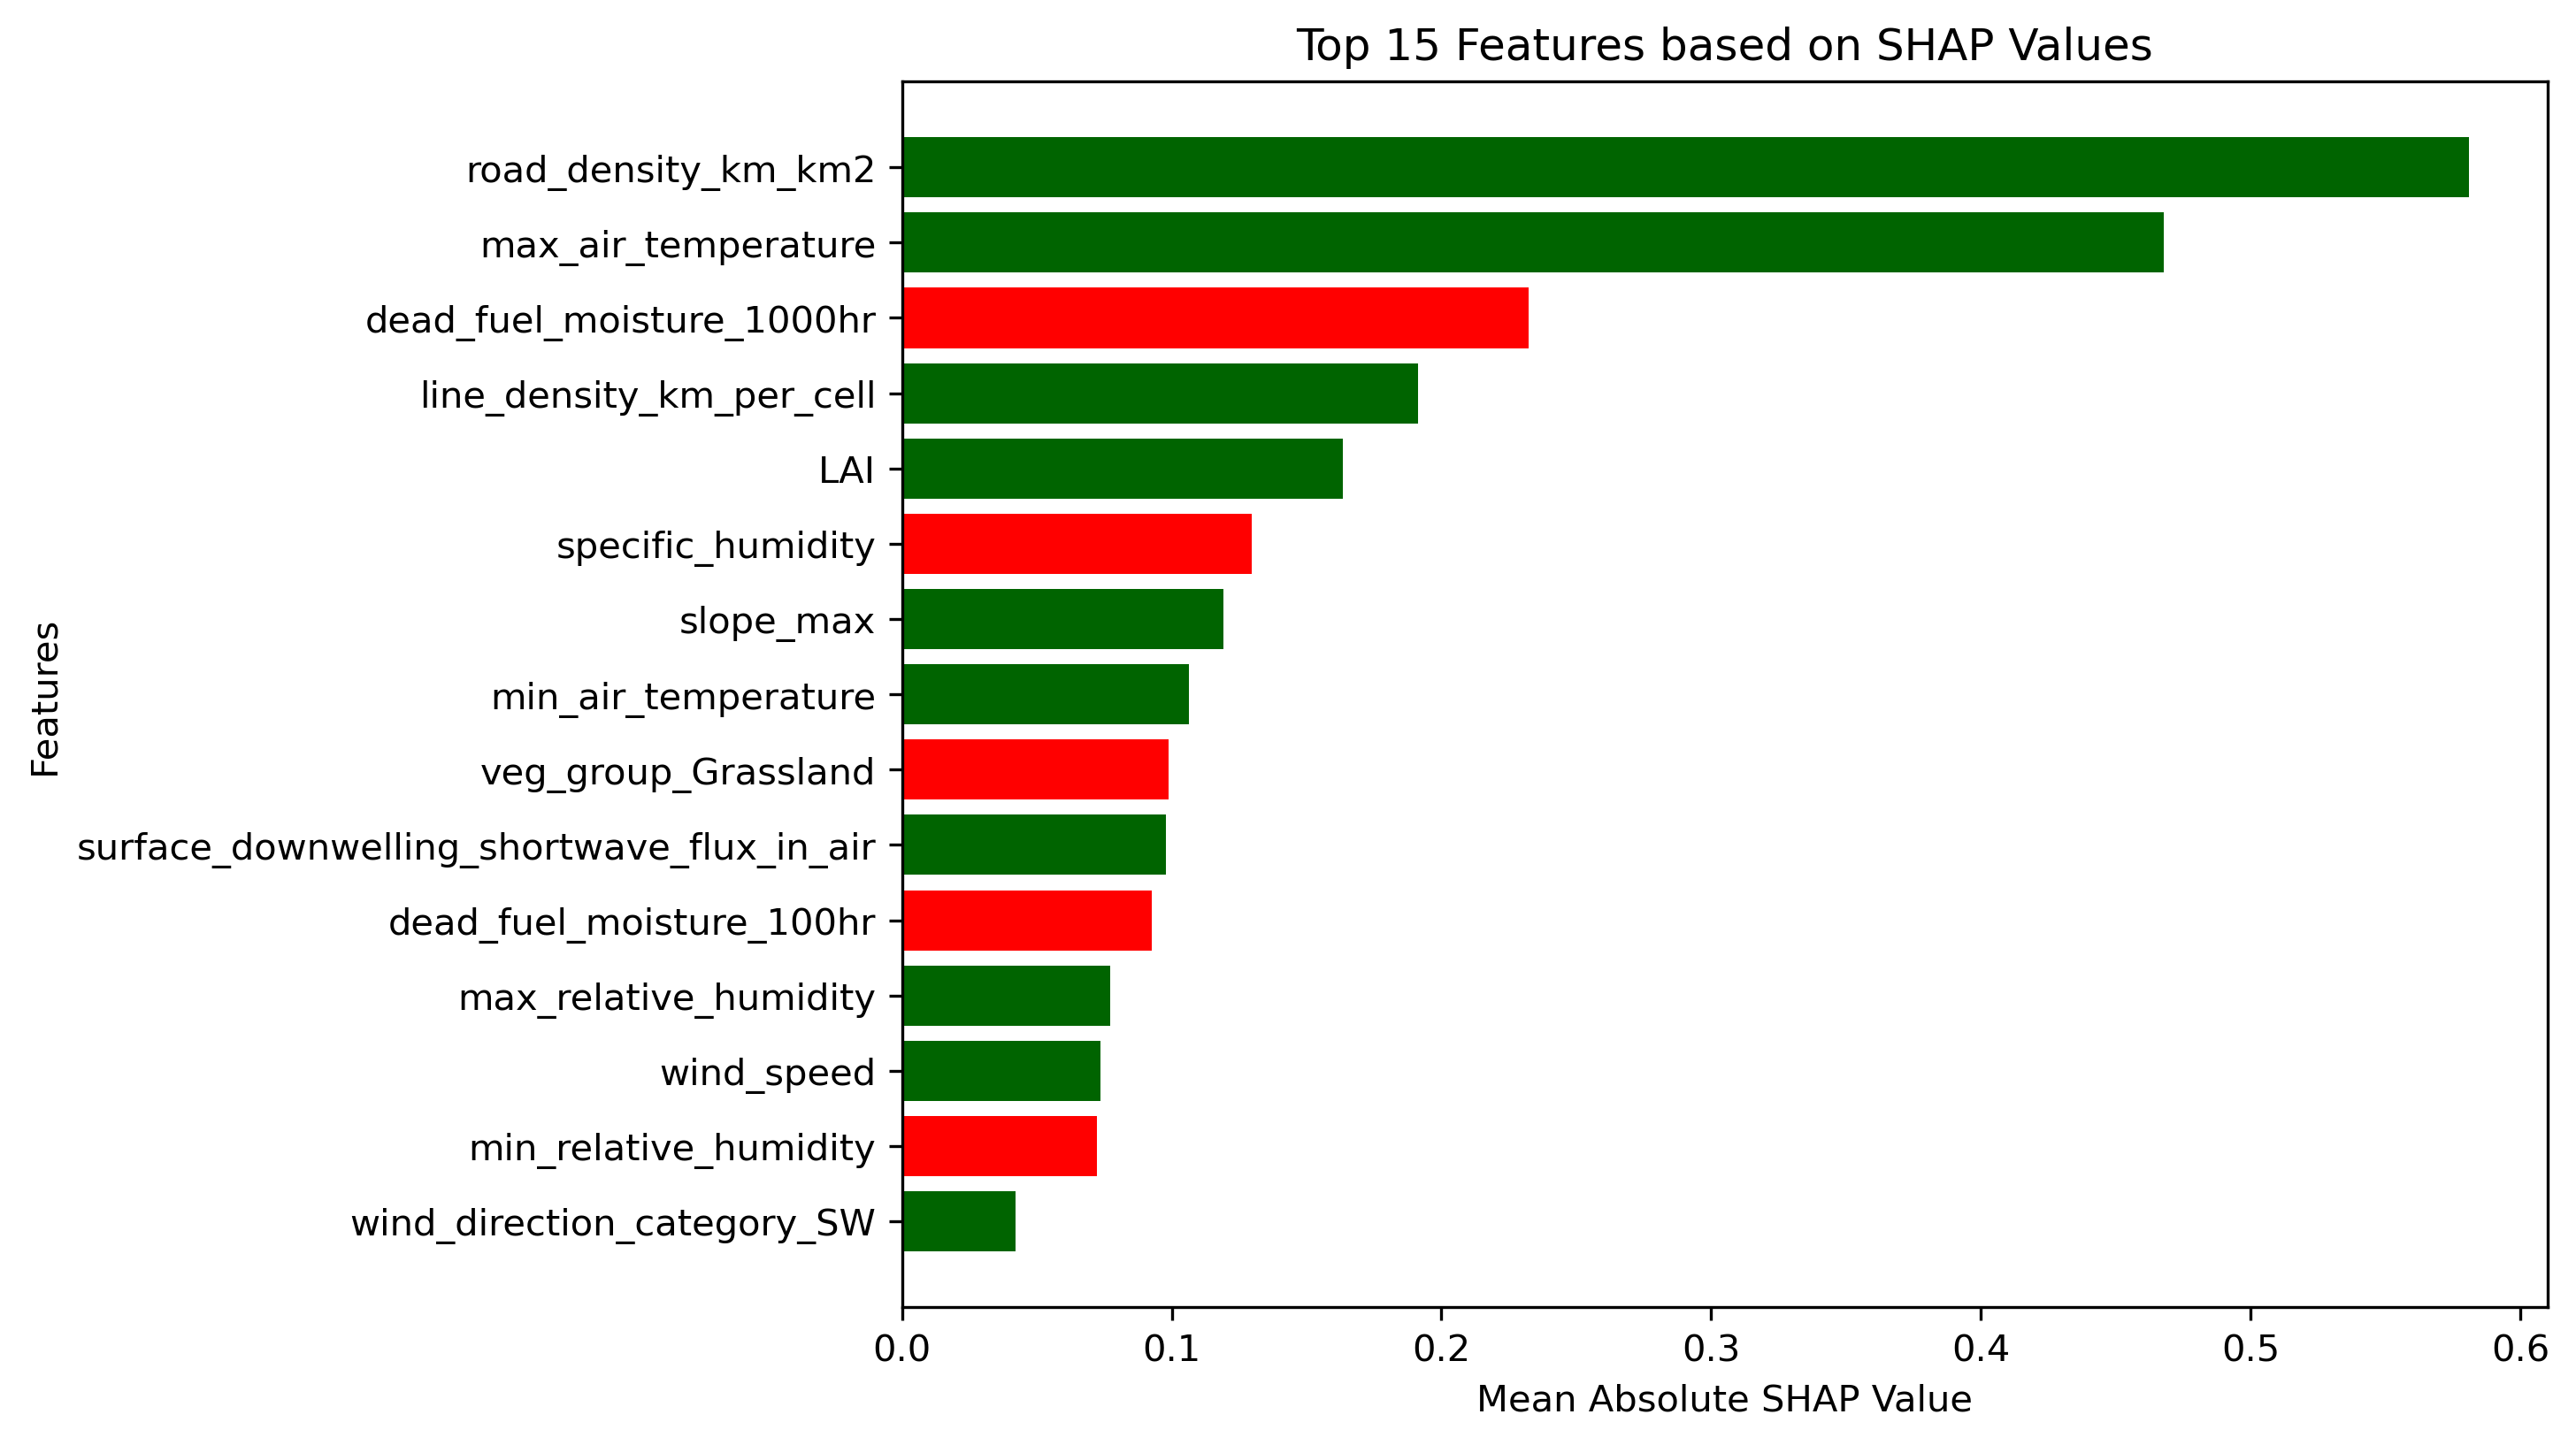 Top 15 Features based on SHAP Values
Features
road_density_km_km2
max_air_temperature
dead_fuel_moisture_1000hr
line_density_km_per_cell
LAI
specific_humidity
slope_max
min_air_temperature
veg_group_Grassland
surface_downwelling_shortwave_flux_in_air
dead_fuel_moisture_100hr
max_relative_humidity
wind_speed
min_relative_humidity
wind_direction_category_SW
0.0 0.1 0.2 0.3 0.4 0.5 0.6
Mean Absolute SHAP Value